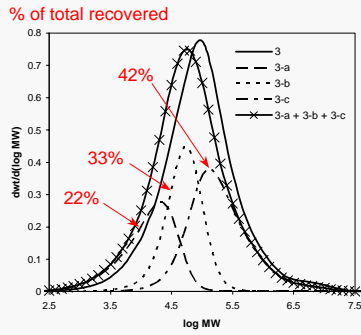 % of total recovered
0.8
0.7
0.6
0.5
0.4
0.3
0.2
0.1
0
dwt/d(log MW)
42%
33%
22%
3
3-a
3-b
3-c
3-a + 3-b + 3-c
2.5 3.5 4.5 5.5 6.5 7.5
log MW